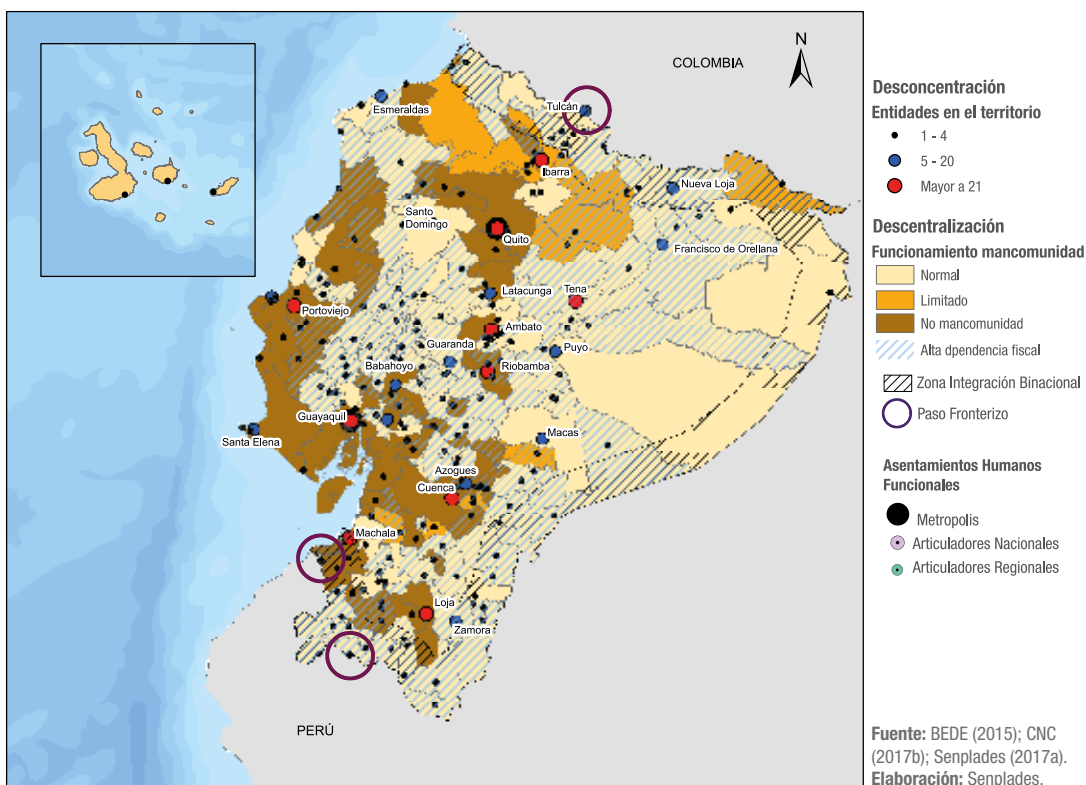 COLOMBIA
N
Tulcán
Esmeraldas
Ibarra
Nueva Loja
Santo
Domingo
Quito
Francisco de Orellana
Latacunga
Tena
Portoviejo
Ambato
Guaranda
Puyo
Babahoyo
Riobamba
Guayaquil
Santa Elena
Macas
Azogues
Cuenca
Machala
Loja
Zamora
PERÚ
Desconcentración
Entidades en el territorio
1 - 4
5 - 20
Mayor a 21
Descentralización
Funcionamiento mancomunidad
Normal
Limitado
No mancomunidad
Alta dpendencia fiscal
Zona Integración Binacional
Paso Fronterizo
Asentamientos Humanos
Funcionales
Metropolis
Articuladores Nacionales
Articuladores Regionales
Fuente: BEDE (2015); CNC
(2017b); Senplades (2017a).
Elaboración: Senplades.